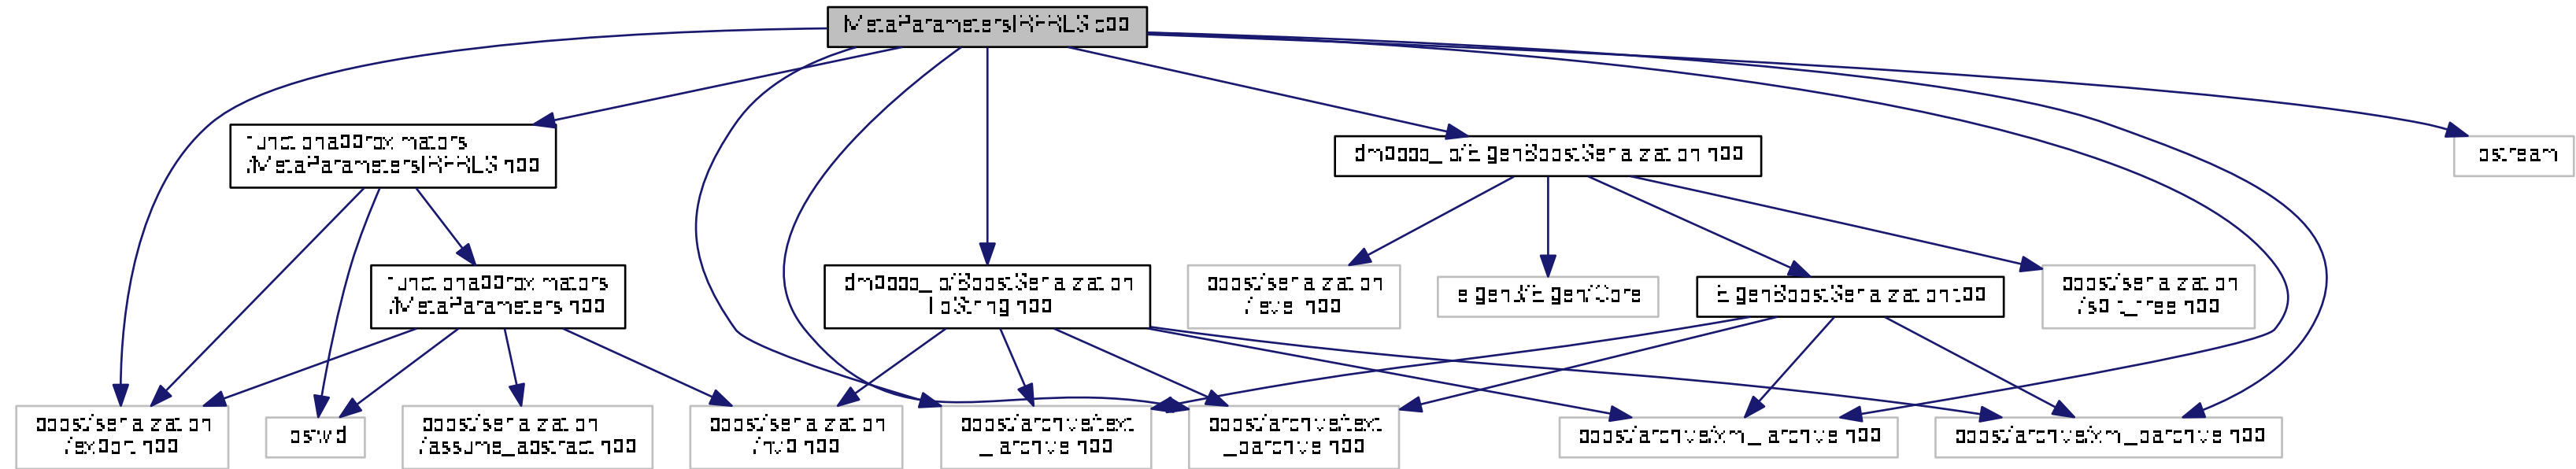 MetaParametersIRFRLS.cpp
functionapproximators
/MetaParametersIRFRLS.hpp
dmpbbo_io/EigenBoostSerialization.hpp
iostream
functionapproximators
/MetaParameters.hpp
dmpbbo_io/BoostSerialization
ToString.hpp
boost/serialization
/level.hpp
eigen3/Eigen/Core
EigenBoostSerialization.tpp
boost/serialization
/split_free.hpp
boost/serialization
/export.hpp
iosfwd
boost/serialization
/assume_abstract.hpp
boost/serialization
/nvp.hpp
boost/archive/text
_iarchive.hpp
boost/archive/text
_oarchive.hpp
boost/archive/xml_iarchive.hpp
boost/archive/xml_oarchive.hpp